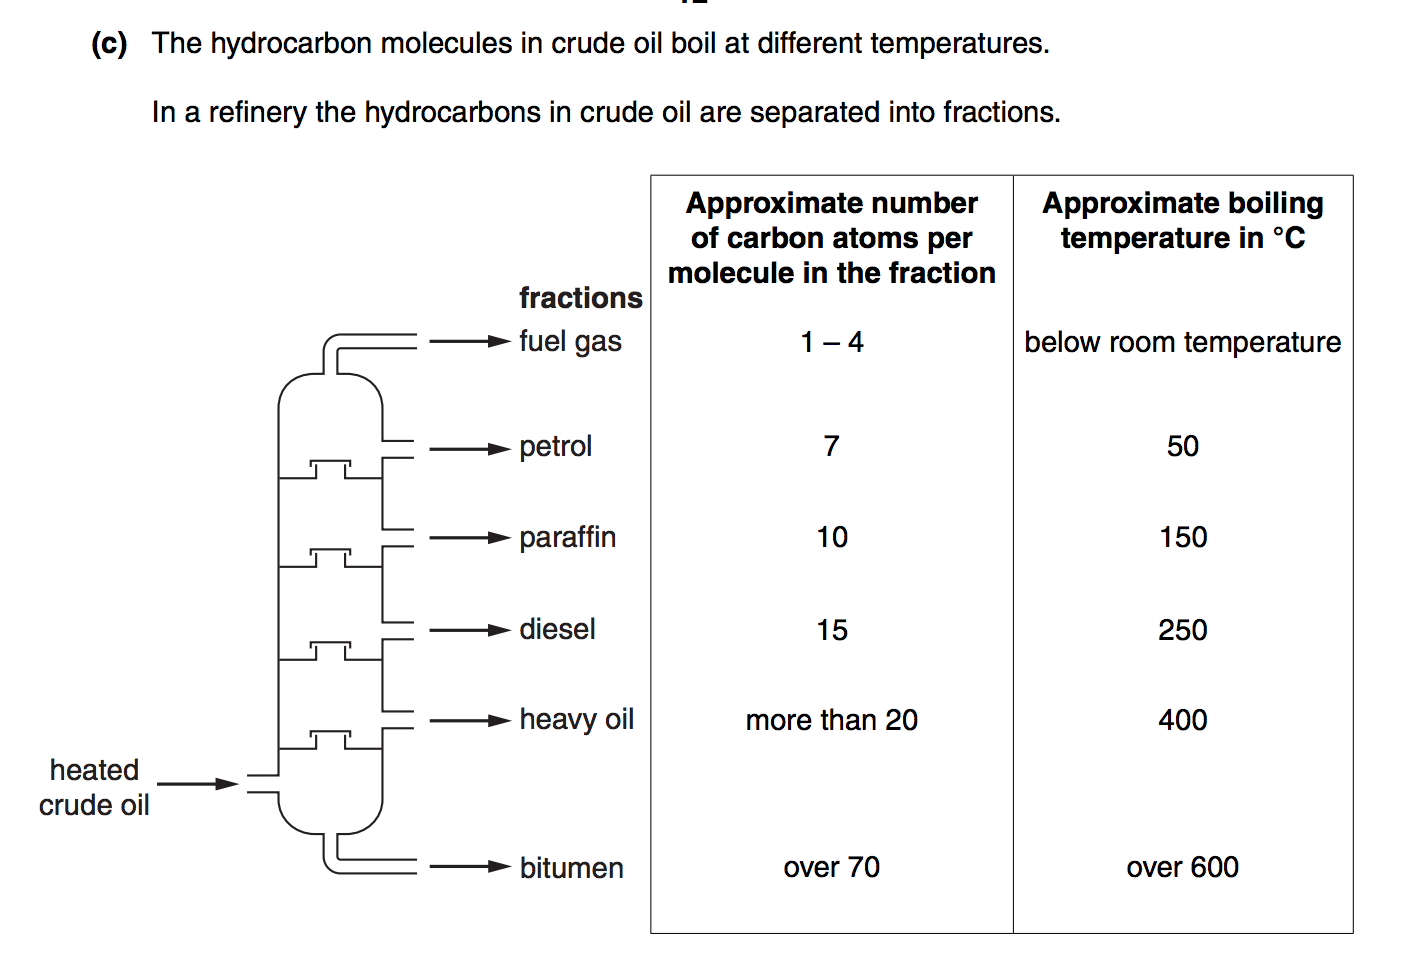 (c) The hydrocarbon molecules in crude oil boil at different temperatures.
In a refinery the hydrocarbons in crude oil are separated into fractions.
Approximate number
of carbon atoms per
molecule in the fraction
Approximate boiling
temperature in °C
fractions
fuel gas 1 – 4 below room temperature
petrol 7 50
paraffin 10 150
diesel 15 250
heavy oil more than 20 400
heated
crude oil
bitumen over 70 over 600